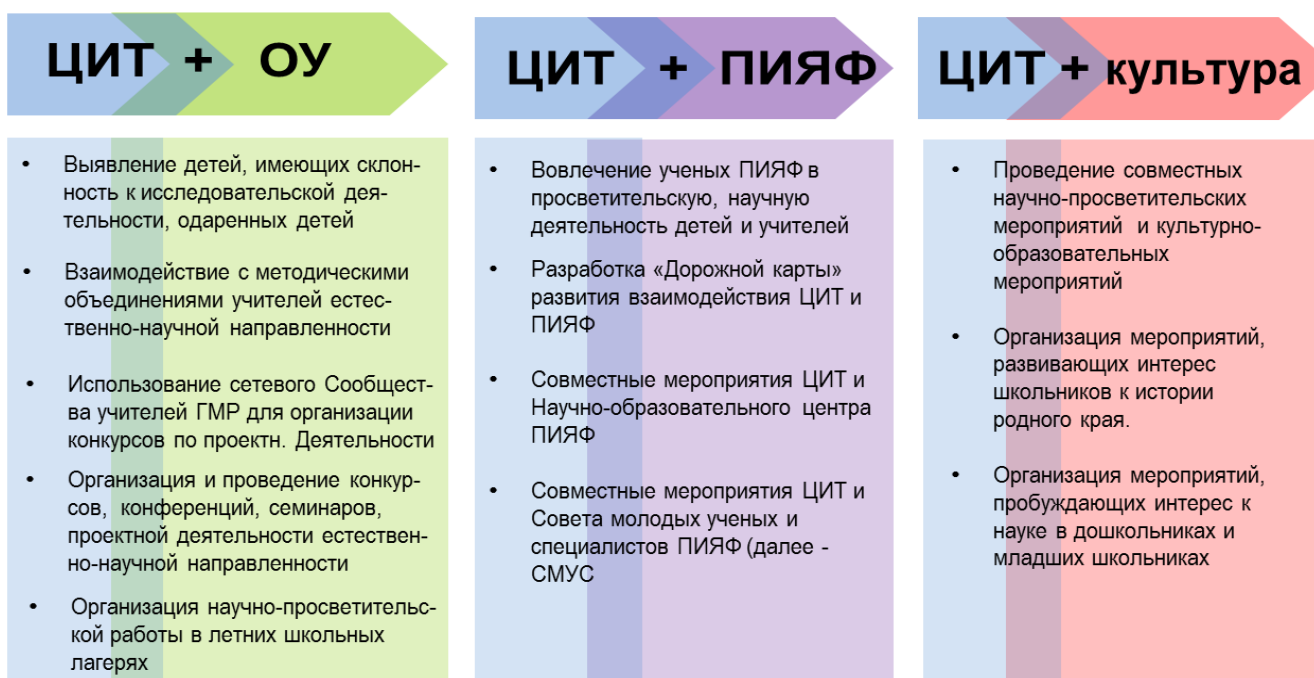 ЦИТ + ОУ
• Выявление детей, имеющих склон-
ность к исследовательской дея-
тельности, одаренных детей
• Взаимодействие с методическими
объединениями учителей естес-
твенно-научной направленности
• Использование сетевого Сообщест-
ва учителей ГМР для организации
конкурсов по проектн. Деятельности
• Организация и проведение конкур-
сов, конференций, семинаров,
проектной деятельности естествен-
но-научной направленности
• Организация научно-просветительс-
кой работы в летних школьных
лагерях
ЦИТ + ПИЯФ
• Вовлечение ученых ПИЯФ в
просветительскую, научную
деятельность детей и учителей
• Разработка «Дорожной карты»
развития взаимодействия ЦИТ и
ПИЯФ
• Совместные мероприятия ЦИТ и
Научно-образовательного центра
ПИЯФ
• Совместные мероприятия ЦИТ и
Совета молодых ученых и
специалистов ПИЯФ (далее -
СМУС
ЦИТ + культура
• Проведение совместных
научно-просветительских
мероприятий и культурно-
образовательных
мероприятий
• Организация мероприятий,
развивающих интерес
школьников к истории
родного края.
• Организация мероприятий,
пробуждающих интерес к
науке в дошкольниках и
младших школьниках